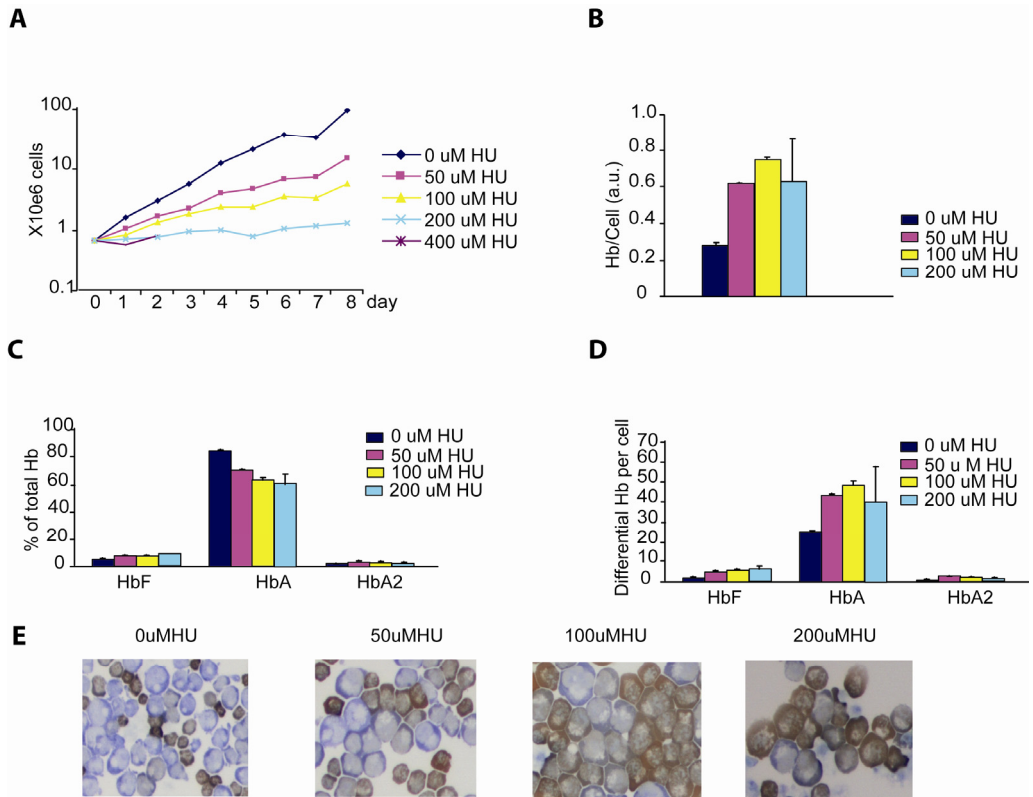 A
100
10
1
0.1
X10e6 cells
0 1 2 3 4 5 6 7 8 day
0 uM HU
50 uM HU
100 uM HU
200 uM HU
400 uM HU
B
1.0
0.8
0.6
0.4
0.2
0
Hb/Cell (a.u.)
0 uM HU
50 uM HU
100 uM HU
200 uM HU
C
100
80
60
40
20
0
% of total Hb
HbF HbA HbA2
0 uM HU
50 uM HU
100 uM HU
200 uM HU
D
70
60
50
40
30
20
10
0
Differential Hb per cell
HbF HbA HbA2
0 uM HU
50 u M HU
100 uM HU
200 uM HU
E
0uMHU 50uMHU 100uMHU 200uMHU